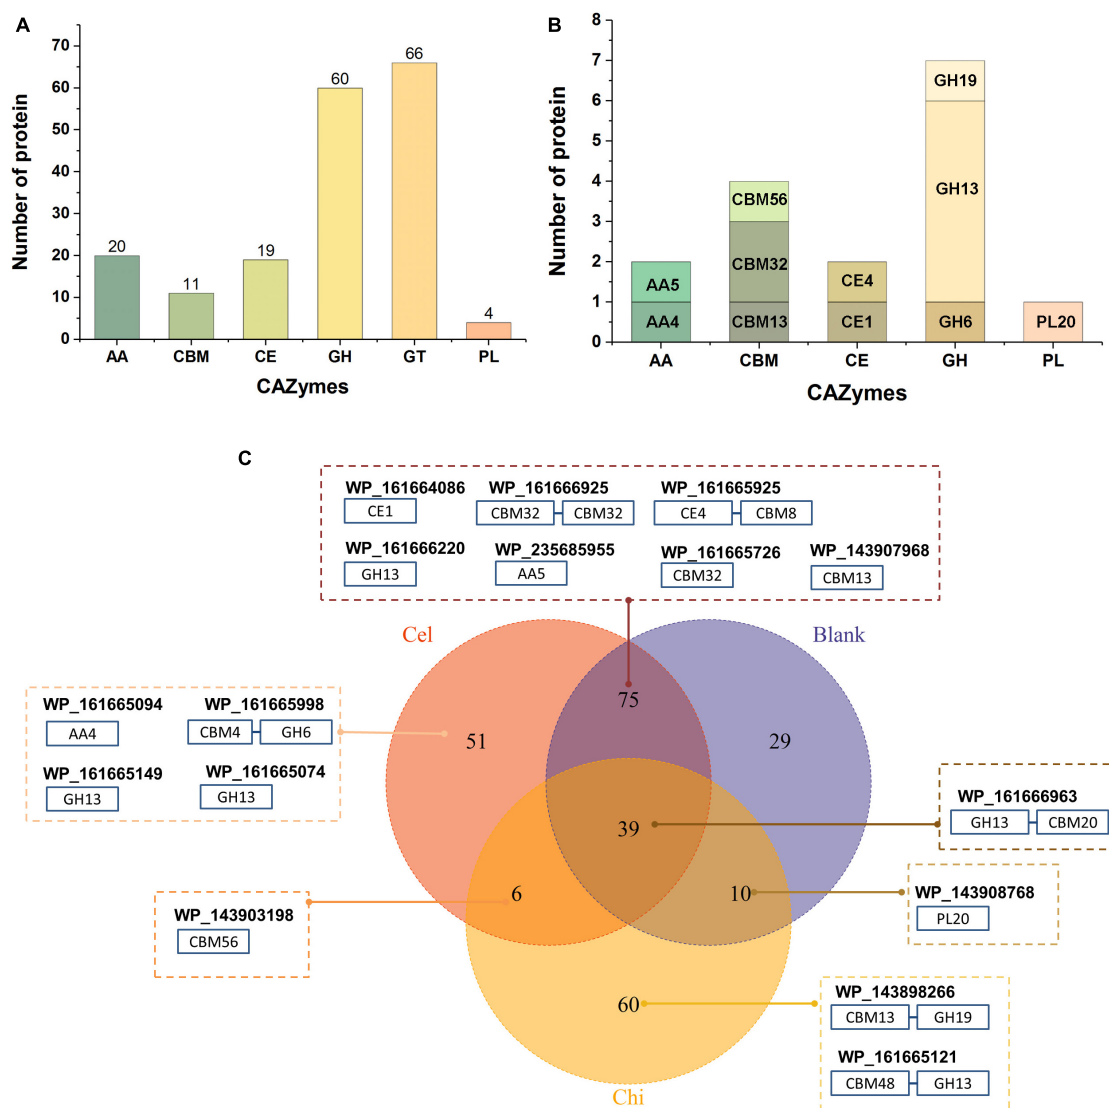 A
Number of protein
70
60
50
40
30
20
10
0
20
11
19
60
66
4
AA CBM CE GH GT PL
CAZymes
B
Number of protein
8
7
6
5
4
3
2
1
0
AA5
AA4
CBM56
CBM32
CBM13
CE4
CE1
GH19
GH13
GH6
PL20
AA CBM CE GH PL
CAZymes
C
WP_161664086 WP_161666925 WP_161665925
CE1 CBM32 CBM32 CE4 CBM8
WP_161666220 WP_235685955 WP_161665726 WP_143907968
GH13 AA5 CBM32 CBM13
Cel Blank
WP_161665094 WP_161665998
AA4 CBM4 GH6
WP_161665149 WP_161665074
GH13 GH13
75
51
29
39
6
10
60
WP_161666963
GH13 CBM20
WP_143908768
PL20
WP_143903198
CBM56
WP_143898266
CBM13 GH19
WP_161665121
CBM48 GH13
Chi